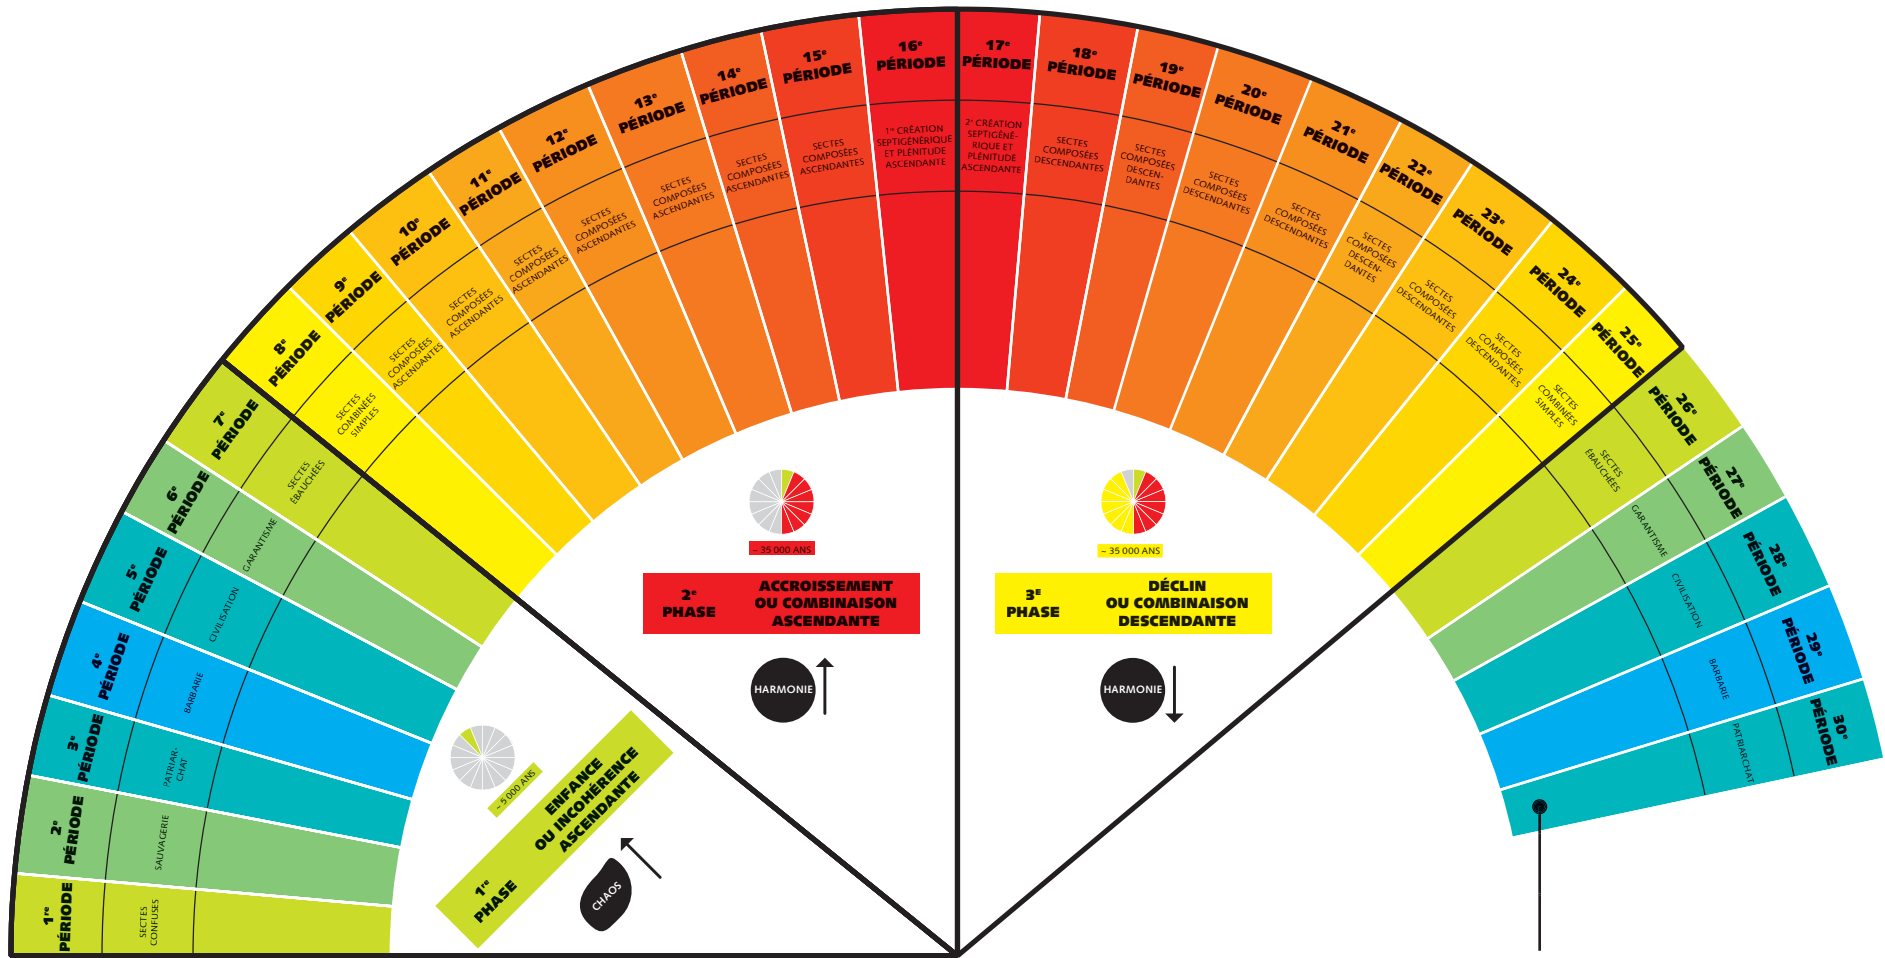 1re
PÉRIODE
SECTES
CONFUSES
2e
PÉRIODE
SAUVAGERIE
3e
PÉRIODE
PATRIAR-
CHAT
4e
PÉRIODE
BARBARIE
5e
PÉRIODE
CIVILISATION
6e
PÉRIODE
GARANTISME
7e
PÉRIODE
SECTES
ÉBAUCHÉES
8e
PÉRIODE
SECTES
COMBINÉES
SIMPLES
9e
PÉRIODE
SECTES
COMPOSÉES
ASCENDANTES
10e
PÉRIODE
SECTES
COMPOSÉES
ASCENDANTES
11e
PÉRIODE
SECTES
COMPOSÉES
ASCENDANTES
12e
PÉRIODE
SECTES
COMPOSÉES
ASCENDANTES
13e
PÉRIODE
SECTES
COMPOSÉES
ASCENDANTES
14e
PÉRIODE
SECTES
COMPOSÉES
ASCENDANTES
15e
PÉRIODE
SECTES
COMPOSÉES
ASCENDANTES
16e
PÉRIODE
1re CRÉATION
SEPTIGÉNÉRIQUE
ET PLÉNITUDE
ASCENDANTE
17e
PÉRIODE
2e CRÉATION
SEPTIGÉNÉ-
RIQUE ET
PLÉNITUDE
ASCENDANTE
18e
PÉRIODE
SECTES
COMPOSÉES
DESCENDANTES
19e
PÉRIODE
SECTES
COMPOSÉES
DESCEN-
DANTES
20e
PÉRIODE
SECTES
COMPOSÉES
DESCENDANTES
21e
PÉRIODE
SECTES
COMPOSÉES
DESCENDANTES
22e
PÉRIODE
SECTES
COMPOSÉES
DESCEN-
DANTES
23e
PÉRIODE
SECTES
COMPOSÉES
DESCENDANTES
24e
PÉRIODE
SECTES
COMPOSÉES
DESCENDANTES
25e
PÉRIODE
SECTES
COMBINÉES
SIMPLES
26e
PÉRIODE
SECTES
ÉBAUCHÉES
27e
PÉRIODE
GARANTISME
28e
PÉRIODE
CIVILISATION
29e
PÉRIODE
BARBARIE
30e
PÉRIODE
PATRIARCHAT
~ 5 000 ANS
1re
PHASE
ENFANCE
OU INCOHÉRENCE
ASCENDANTE
CHAOS
~ 35 000 ANS
2e
PHASE
ACCROISSEMENT
OU COMBINAISON
ASCENDANTE
HARMONIE
~ 35 000 ANS
3E
PHASE
DÉCLIN
OU COMBINAISON
DESCENDANTE
HARMONIE